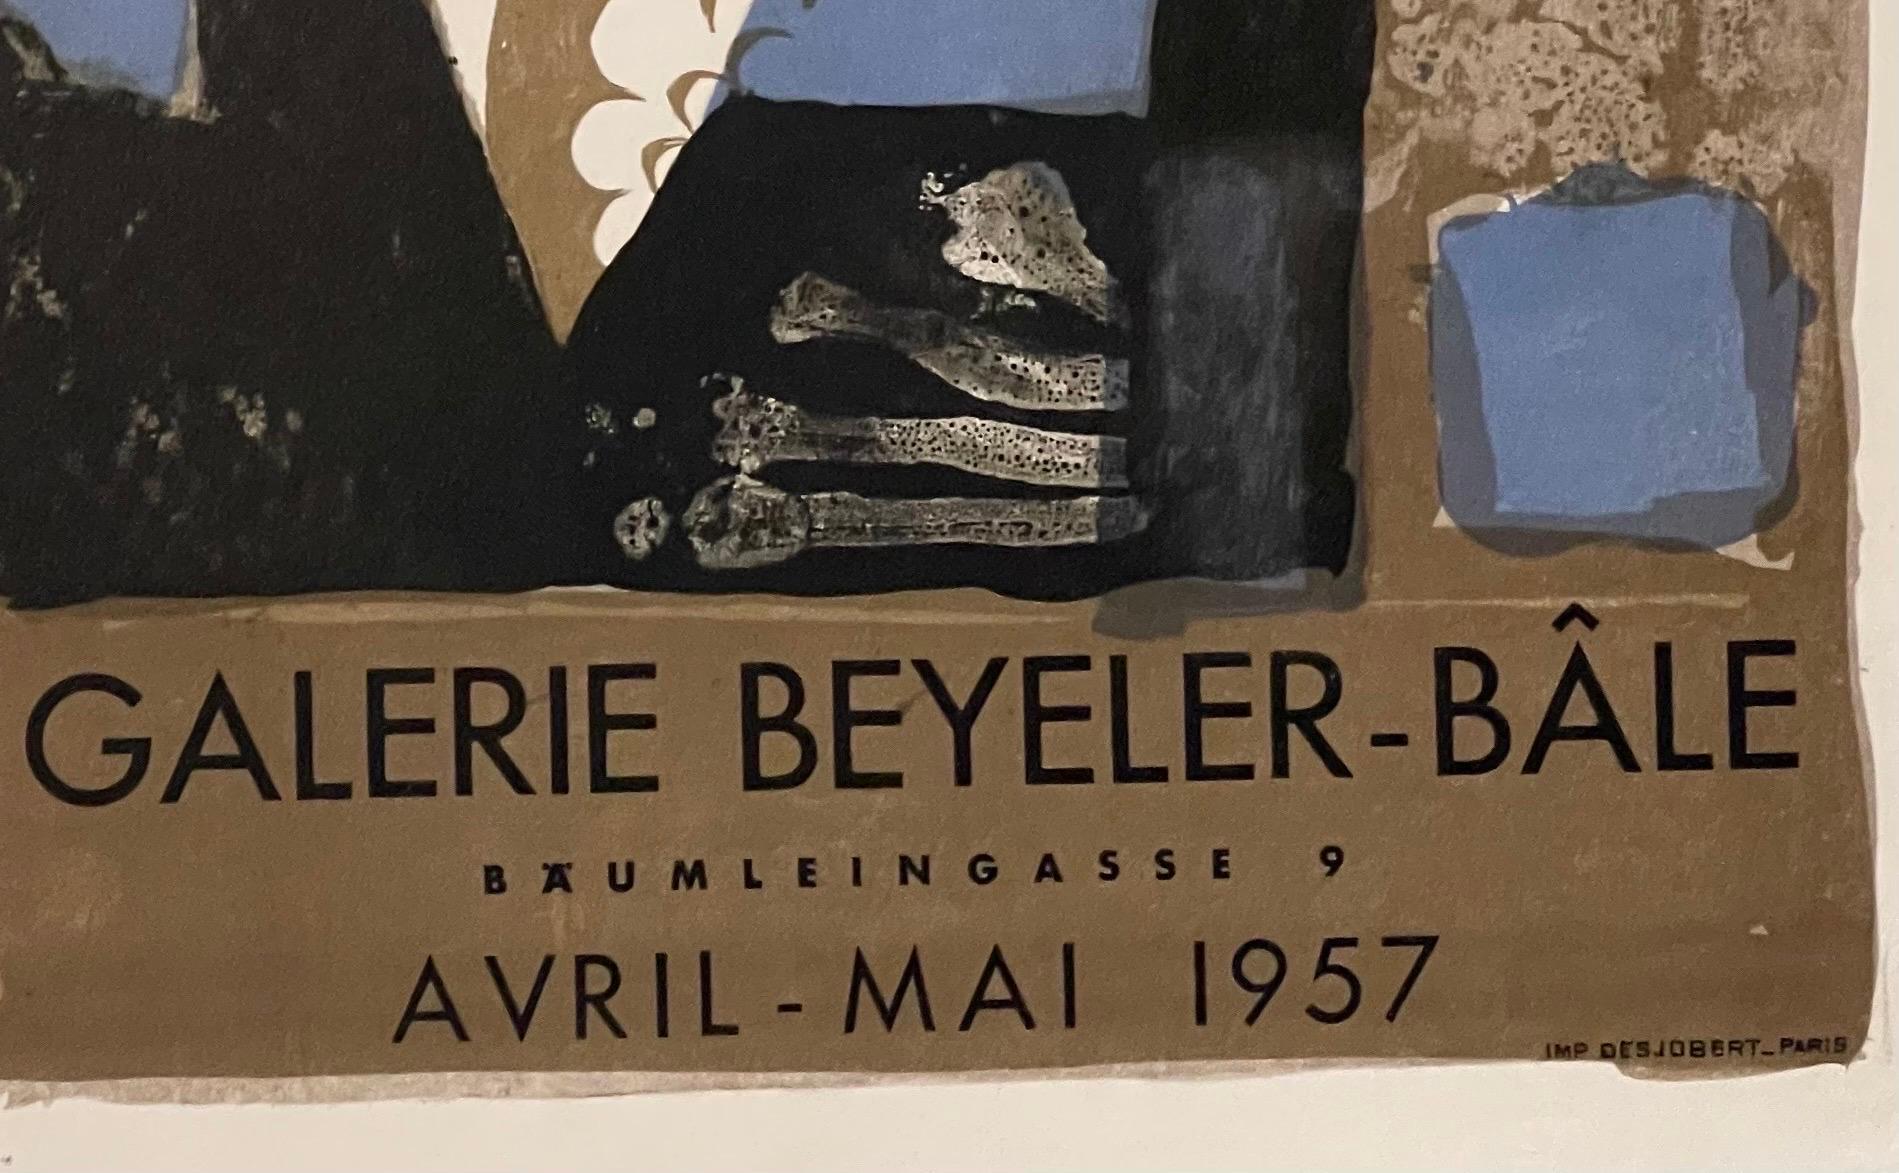 GALERIE BEYELER-BÂLE
BÄUMLEINGASSE 9
AVRIL - MAI 1957
IMP DESJOBERT_PARIS